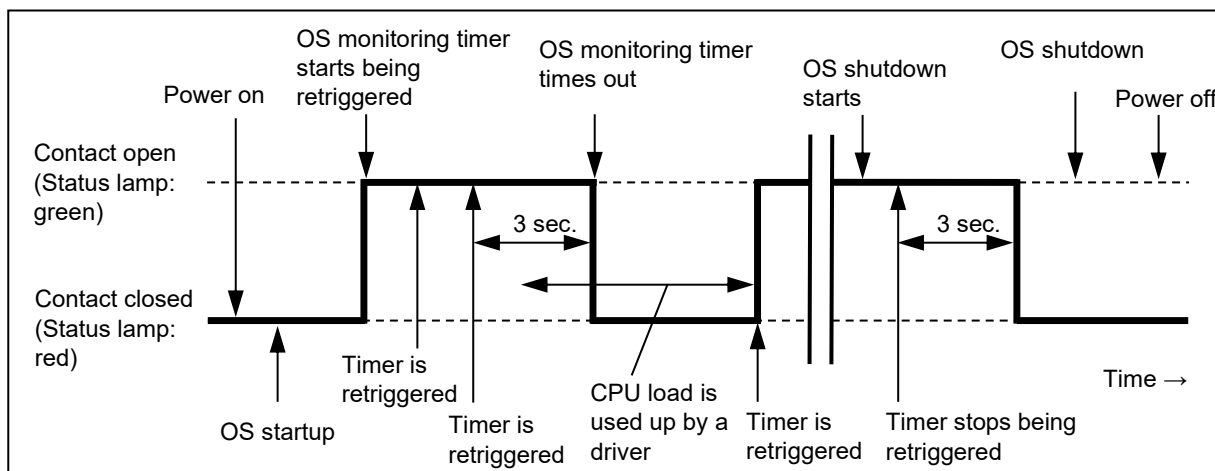 OS monitoring timer
starts being
retriggered
OS monitoring timer
times out
OS shutdown
OS shutdown
starts
Power on
Power off
Contact open
(Status lamp:
green)
3 sec.
3 sec.
Contact closed
(Status lamp:
red)
Timer is
retriggered
CPU load is
used up by a
driver
Time →
OS startup
Timer is
retriggered
Timer is
retriggered
Timer stops being
retriggered